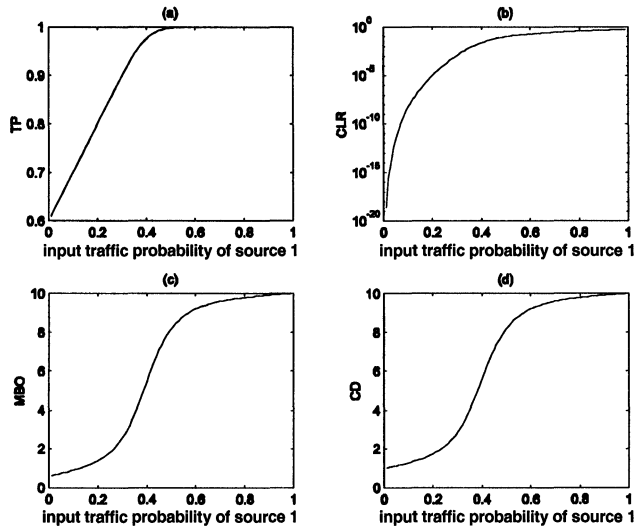 (a)
1
0.9
0.8
0.7
0.6
TP
0 0.2 0.4 0.6 0.8 1
input traffic probability of source 1
(b)
10^0
10^-5
10^-10
10^-15
10^-20
CLR
0 0.2 0.4 0.6 0.8 1
input traffic probability of source 1
(c)
10
8
6
4
2
0
MBO
0 0.2 0.4 0.6 0.8 1
input traffic probability of source 1
(d)
10
8
6
4
2
0
CD
0 0.2 0.4 0.6 0.8 1
input traffic probability of source 1